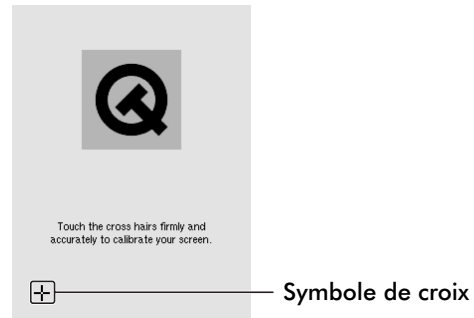 Touch the cross hairs firmly and
accurately to calibrate your screen.
Symbole de croix